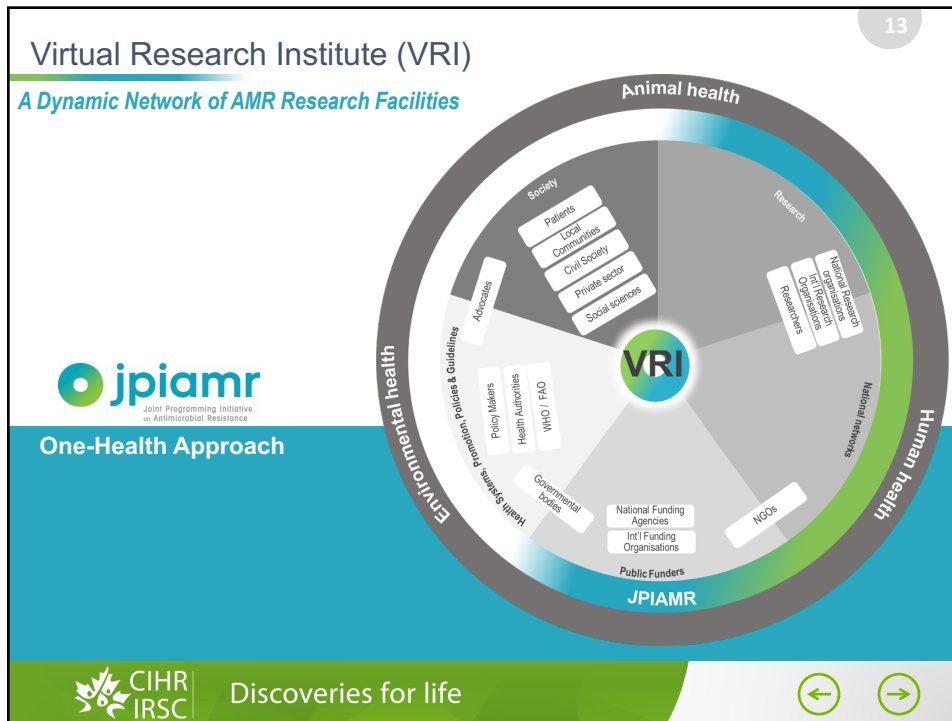 13
Virtual Research Institute (VRI)
A Dynamic Network of AMR Research Facilities
Animal health
Society
Patients
Local
Communities
Civil Society
Private sector
Social sciences
Advocates
Research
National Research
organisations
Int'l Research
Organisations
Researchers
VRI
jpiamr
Joint Programming Initiative
on Antimicrobial Resistance
One-Health Approach
Environmental health
Health Systems, Promotion, Policies & Guidelines
Policy Makers
Health Authorities
WHO / FAO
National networks
Human health
Governmental
bodies
National Funding
Agencies
Int'l Funding
Organisations
NGOs
Public Funders
JPIAMR
CIHR
IRSC
Discoveries for life